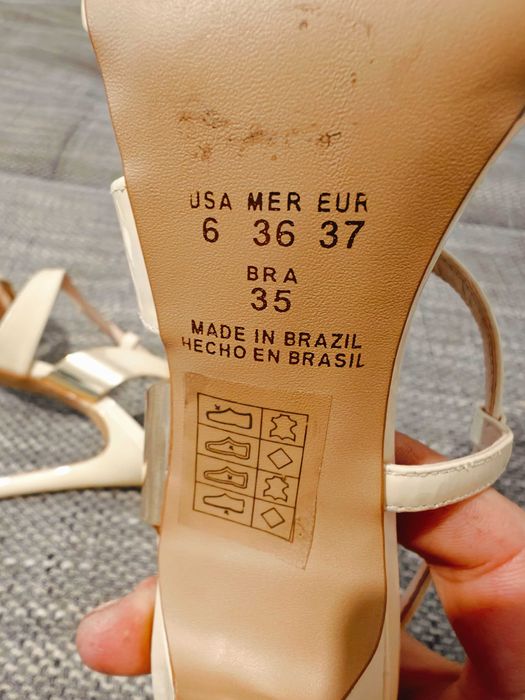 USA MER EUR
6 36 37
BRA
35
MADE IN BRAZIL
HECHO EN BRASIL